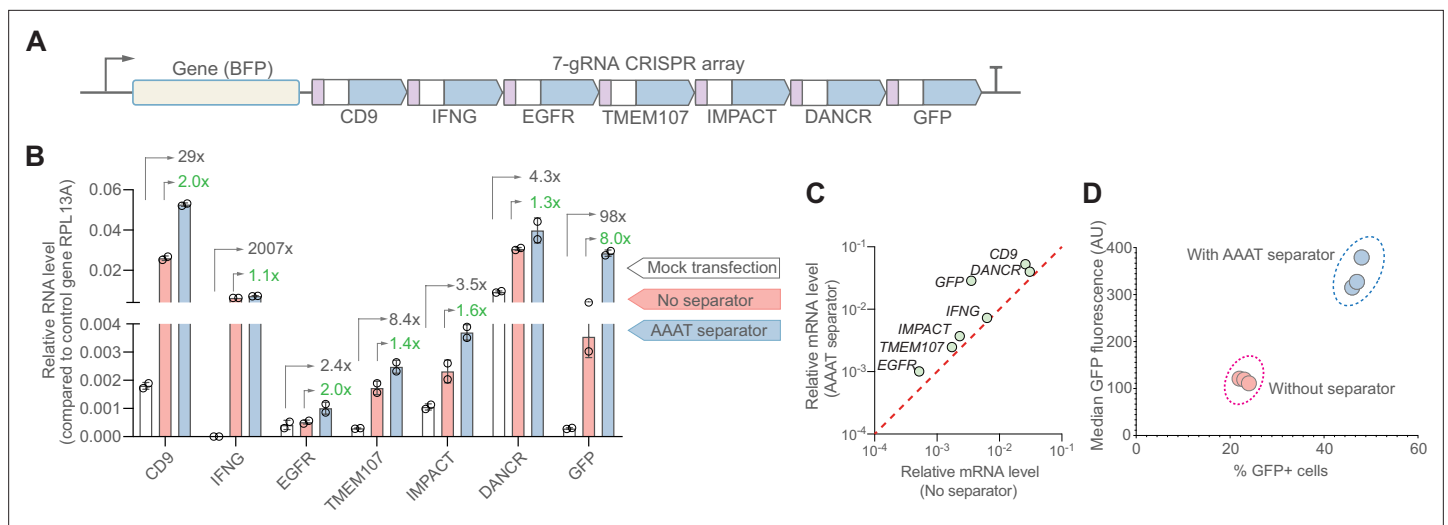 A
Gene (BFP)
7-gRNA CRISPR array
CD9 IFNG EGFR TMEM107 IMPACT DANCR GFP
B
Relative RNA level
(compared to control gene RPL13A)
0.06
0.04
0.02
0.004
0.003
0.002
0.001
0.000
29x
2.0x
2007x
1.1x
2.4x
2.0x
8.4x
1.4x
3.5x
1.6x
4.3x
1.3x
98x
8.0x
CD9 IFNG EGFR TMEM107 IMPACT DANCR GFP
Mock transfection
No separator
AAAT separator
C
Relative mRNA level
(AAAT separator)
10⁻¹
10⁻²
10⁻³
10⁻⁴
CD9
DANCR
GFP
IFNG
IMPACT
TMEM107
EGFR
10⁻⁴ 10⁻³ 10⁻² 10⁻¹
Relative mRNA level
(No separator)
D
Median GFP fluorescence (AU)
400
300
200
100
0
With AAAT separator
Without separator
0 20 40 60
% GFP+ cells